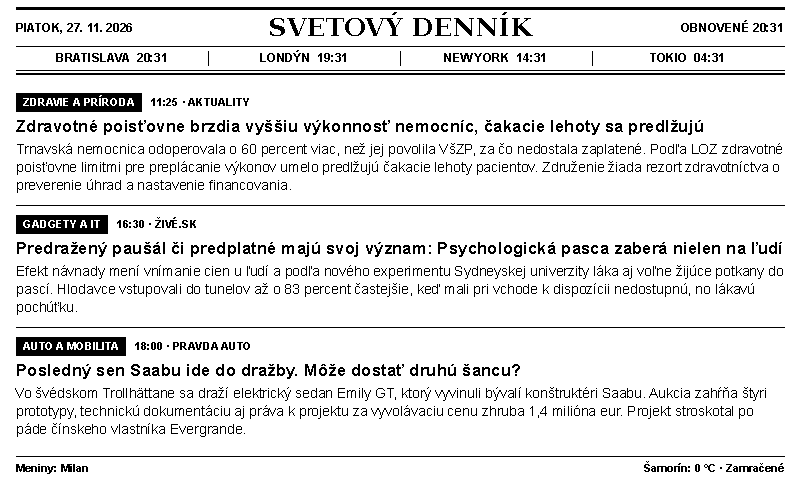 PIATOK, 27. 11. 2026 SVETOVÝ DENNÍK OBNOVENÉ 20:31
BRATISLAVA 20:31 LONDÝN 19:31 NEW YORK 14:31 TOKIO 04:31
ZDRAVIE A PRÍRODA 11:25 · AKTUALITY
Zdravotné poisťovne brzdia vyššiu výkonnosť nemocníc, čakacie lehoty sa predlžujú
Trnavská nemocnica odoperovala o 60 percent viac, než jej povolila VšZP, za čo nedostala zaplatené. Podľa LOZ zdravotné
poisťovne limitmi pre preplácanie výkonov umelo predlžujú čakacie lehoty pacientov. Združenie žiada rezort zdravotníctva o
preverenie úhrad a nastavenie financovania.
GADGETY A IT 16:30 · ŽIVÉ.SK
Predražený paušál či predplatné majú svoj význam: Psychologická pasca zaberá nielen na ľudí
Efekt návnady mení vnímanie cien u ľudí a podľa nového experimentu Sydneyskej univerzity láka aj voľne žijúce potkany do
pascí. Hlodavce vstupovali do tunelov až o 83 percent častejšie, keď mali pri vchode k dispozícii nedostupnú, no lákavú
pochúťku.
AUTO A MOBILITA 18:00 · PRAVDA AUTO
Posledný sen Saabu ide do dražby. Môže dostať druhú šancu?
Vo švédskom Trollhättane sa draží elektrický sedan Emily GT, ktorý vyvinuli bývalí konštruktéri Saabu. Aukcia zahŕňa štyri
prototypy, technickú dokumentáciu aj práva k projektu za vyvolávaciu cenu zhruba 1,4 milióna eur. Projekt stroskotal po
páde čínskeho vlastníka Evergrande.
Meniny: Milan Šamorín: 0 °C · Zamračené